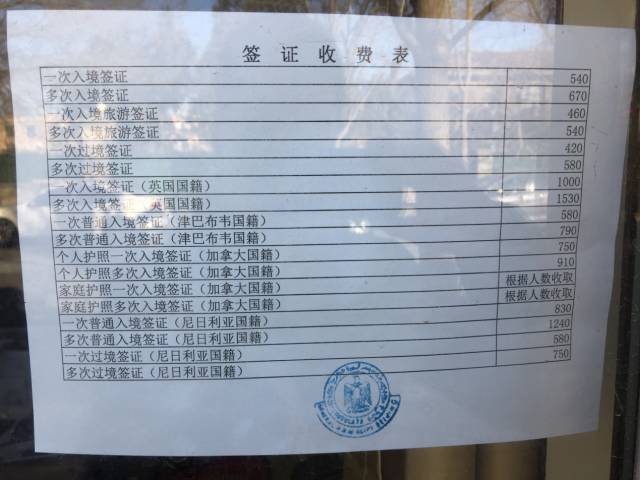 签证收费表
一次入境签证 540
多次入境签证 670
一次入境旅游签证 460
多次入境旅游签证 540
一次过境签证 420
多次过境签证 580
一次入境签证（英国国籍） 1000
多次入境签证（英国国籍） 1530
一次普通入境签证（津巴布韦国籍） 580
多次普通入境签证（津巴布韦国籍） 790
个人护照一次入境签证（加拿大国籍） 750
个人护照多次入境签证（加拿大国籍） 910
家庭护照一次入境签证（加拿大国籍） 根据人数收取
家庭护照多次入境签证（加拿大国籍） 根据人数收取
一次普通入境签证（尼日利亚国籍） 830
多次普通入境签证（尼日利亚国籍） 1240
一次过境签证（尼日利亚国籍） 580
多次过境签证（尼日利亚国籍） 750